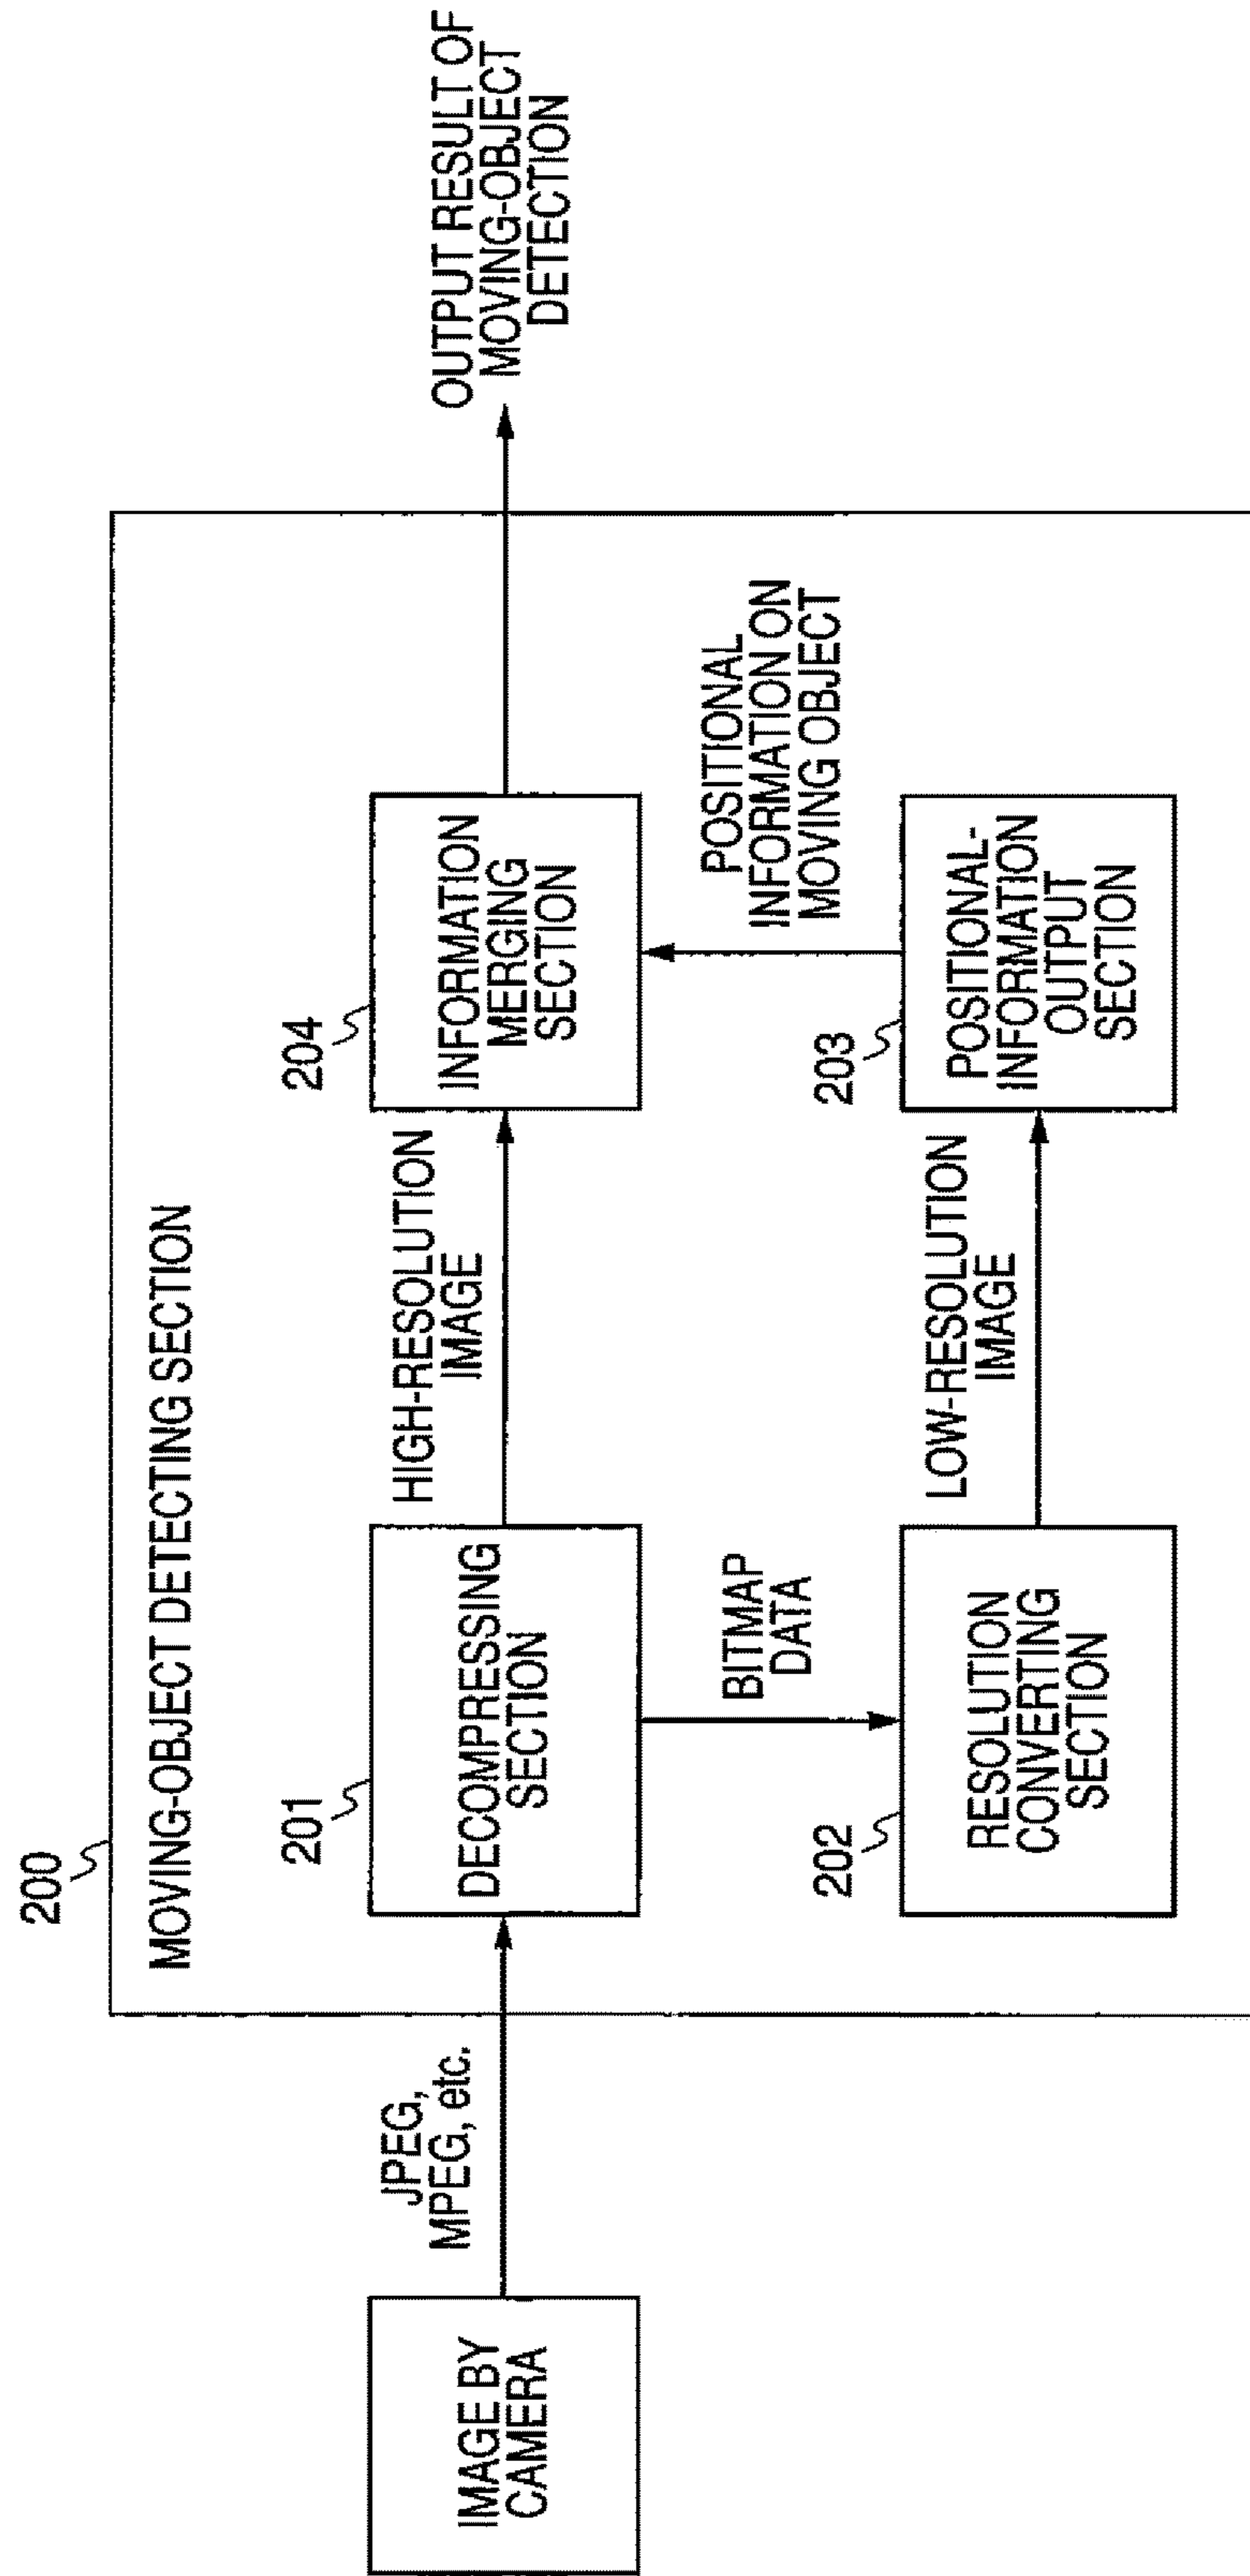 200
MOVING-OBJECT DETECTING SECTION
IMAGE BY
CAMERA
JPEG,
MPEG, etc.
201
DECOMPRESSING
SECTION
HIGH-RESOLUTION
IMAGE
204
INFORMATION
MERGING
SECTION
OUTPUT RESULT OF
MOVING-OBJECT
DETECTION
BITMAP
DATA
POSITIONAL
INFORMATION ON
MOVING OBJECT
202
RESOLUTION
CONVERTING
SECTION
LOW-RESOLUTION
IMAGE
203
POSITIONAL-
INFORMATION
OUTPUT
SECTION